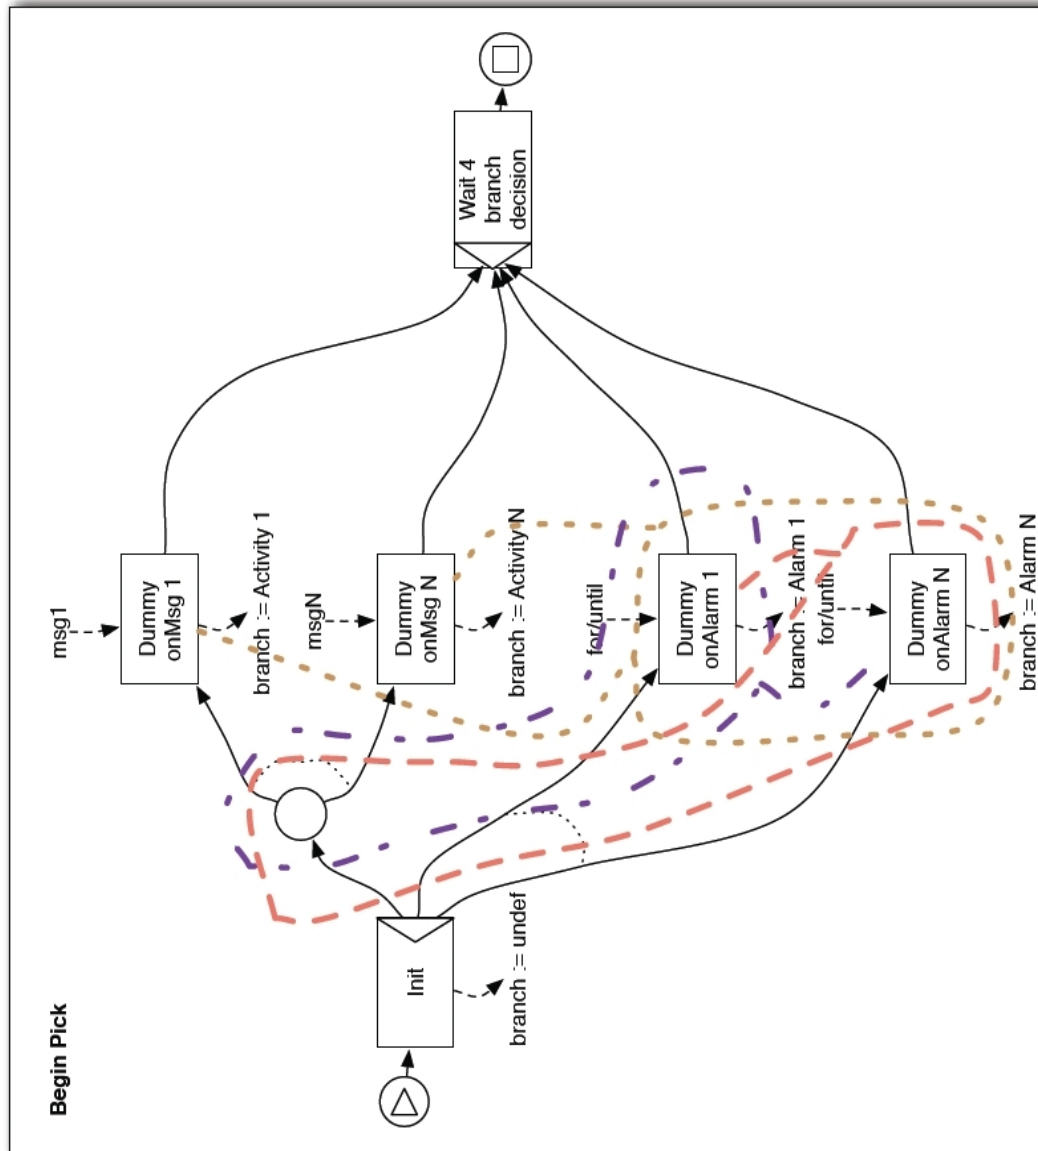 Begin Pick
Init
branch := undef
msg1
Dummy
onMsg 1
branch := Activity 1
msgN
Dummy
onMsg N
branch := Activity N
for/until
Dummy
onAlarm 1
branch := Alarm 1
for/until
Dummy
onAlarm N
branch := Alarm N
Wait 4
branch
decision